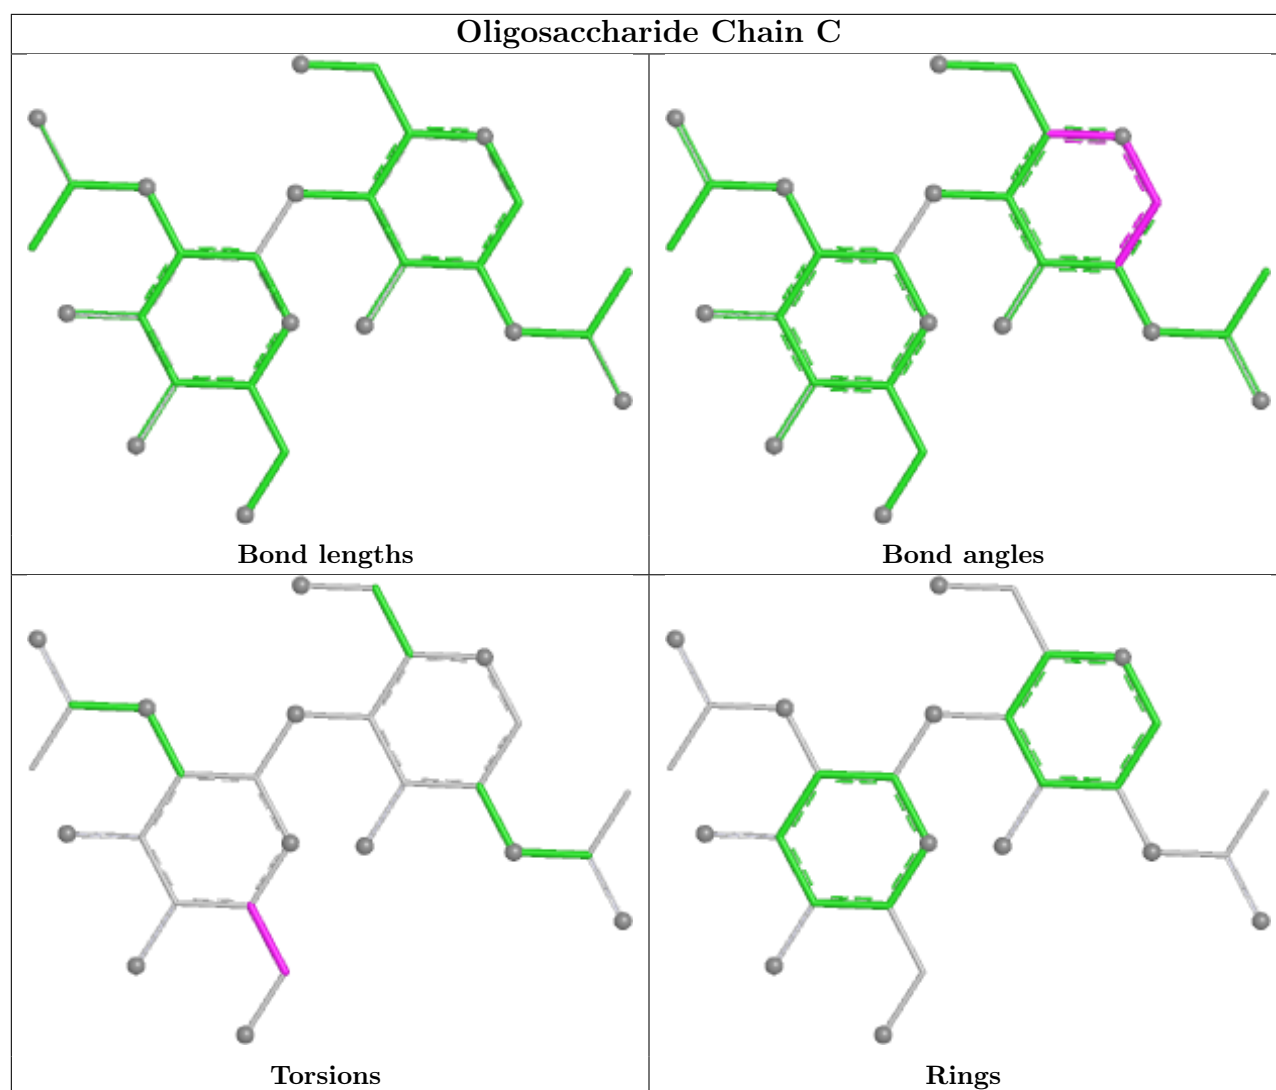 Oligosaccharide Chain C
Bond lengths
Bond angles
Torsions
Rings